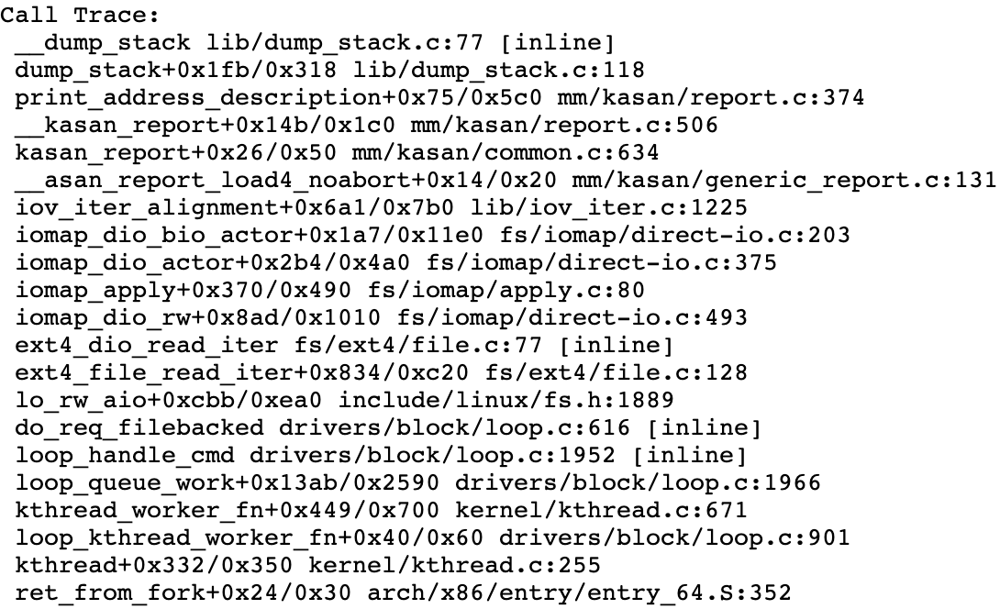 Call Trace:
__dump_stack lib/dump_stack.c:77 [inline]
dump_stack+0x1fb/0x318 lib/dump_stack.c:118
print_address_description+0x75/0x5c0 mm/kasan/report.c:374
__kasan_report+0x14b/0x1c0 mm/kasan/report.c:506
kasan_report+0x26/0x50 mm/kasan/common.c:634
__asan_report_load4_noabort+0x14/0x20 mm/kasan/generic_report.c:131
iov_iter_alignment+0x6a1/0x7b0 lib/iov_iter.c:1225
iomap_dio_bio_actor+0x1a7/0x11e0 fs/iomap/direct-io.c:203
iomap_dio_actor+0x2b4/0x4a0 fs/iomap/direct-io.c:375
iomap_apply+0x370/0x490 fs/iomap/apply.c:80
iomap_dio_rw+0x8ad/0x1010 fs/iomap/direct-io.c:493
ext4_dio_read_iter fs/ext4/file.c:77 [inline]
ext4_file_read_iter+0x834/0xc20 fs/ext4/file.c:128
lo_rw_aio+0xcbb/0xea0 include/linux/fs.h:1889
do_req_filebacked drivers/block/loop.c:616 [inline]
loop_handle_cmd drivers/block/loop.c:1952 [inline]
loop_queue_work+0x13ab/0x2590 drivers/block/loop.c:1966
kthread_worker_fn+0x449/0x700 kernel/kthread.c:671
loop_kthread_worker_fn+0x40/0x60 drivers/block/loop.c:901
kthread+0x332/0x350 kernel/kthread.c:255
ret_from_fork+0x24/0x30 arch/x86/entry/entry_64.S:352